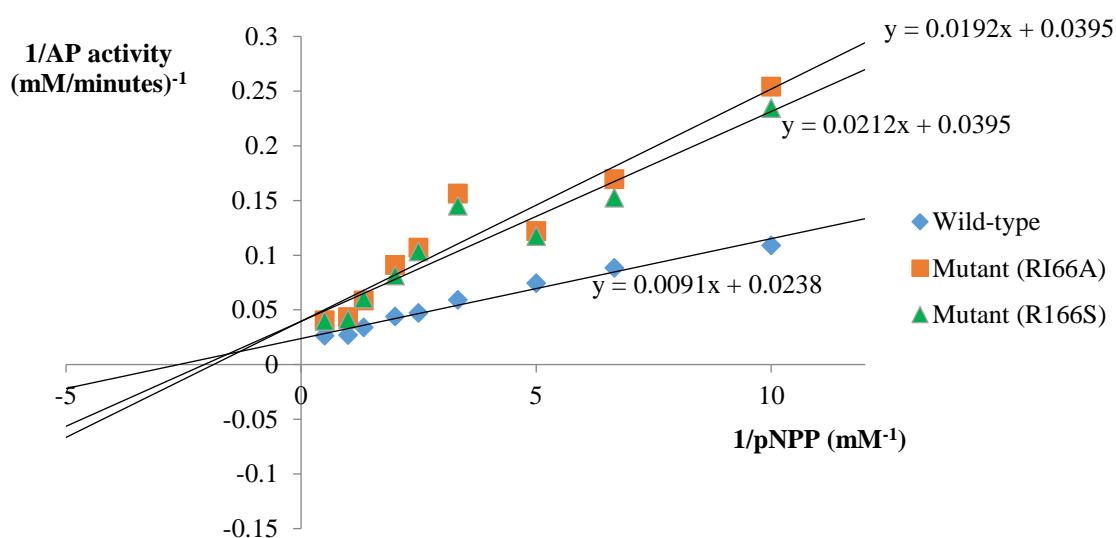 1/AP activity
(mM/minutes)-1
0.3
0.25
0.2
0.15
0.1
0.05
0
-0.05
-0.1
-0.15
-5
0
5
10
1/pNPP (mM-1)
y = 0.0192x + 0.0395
y = 0.0212x + 0.0395
y = 0.0091x + 0.0238
Wild-type
Mutant (RI66A)
Mutant (R166S)